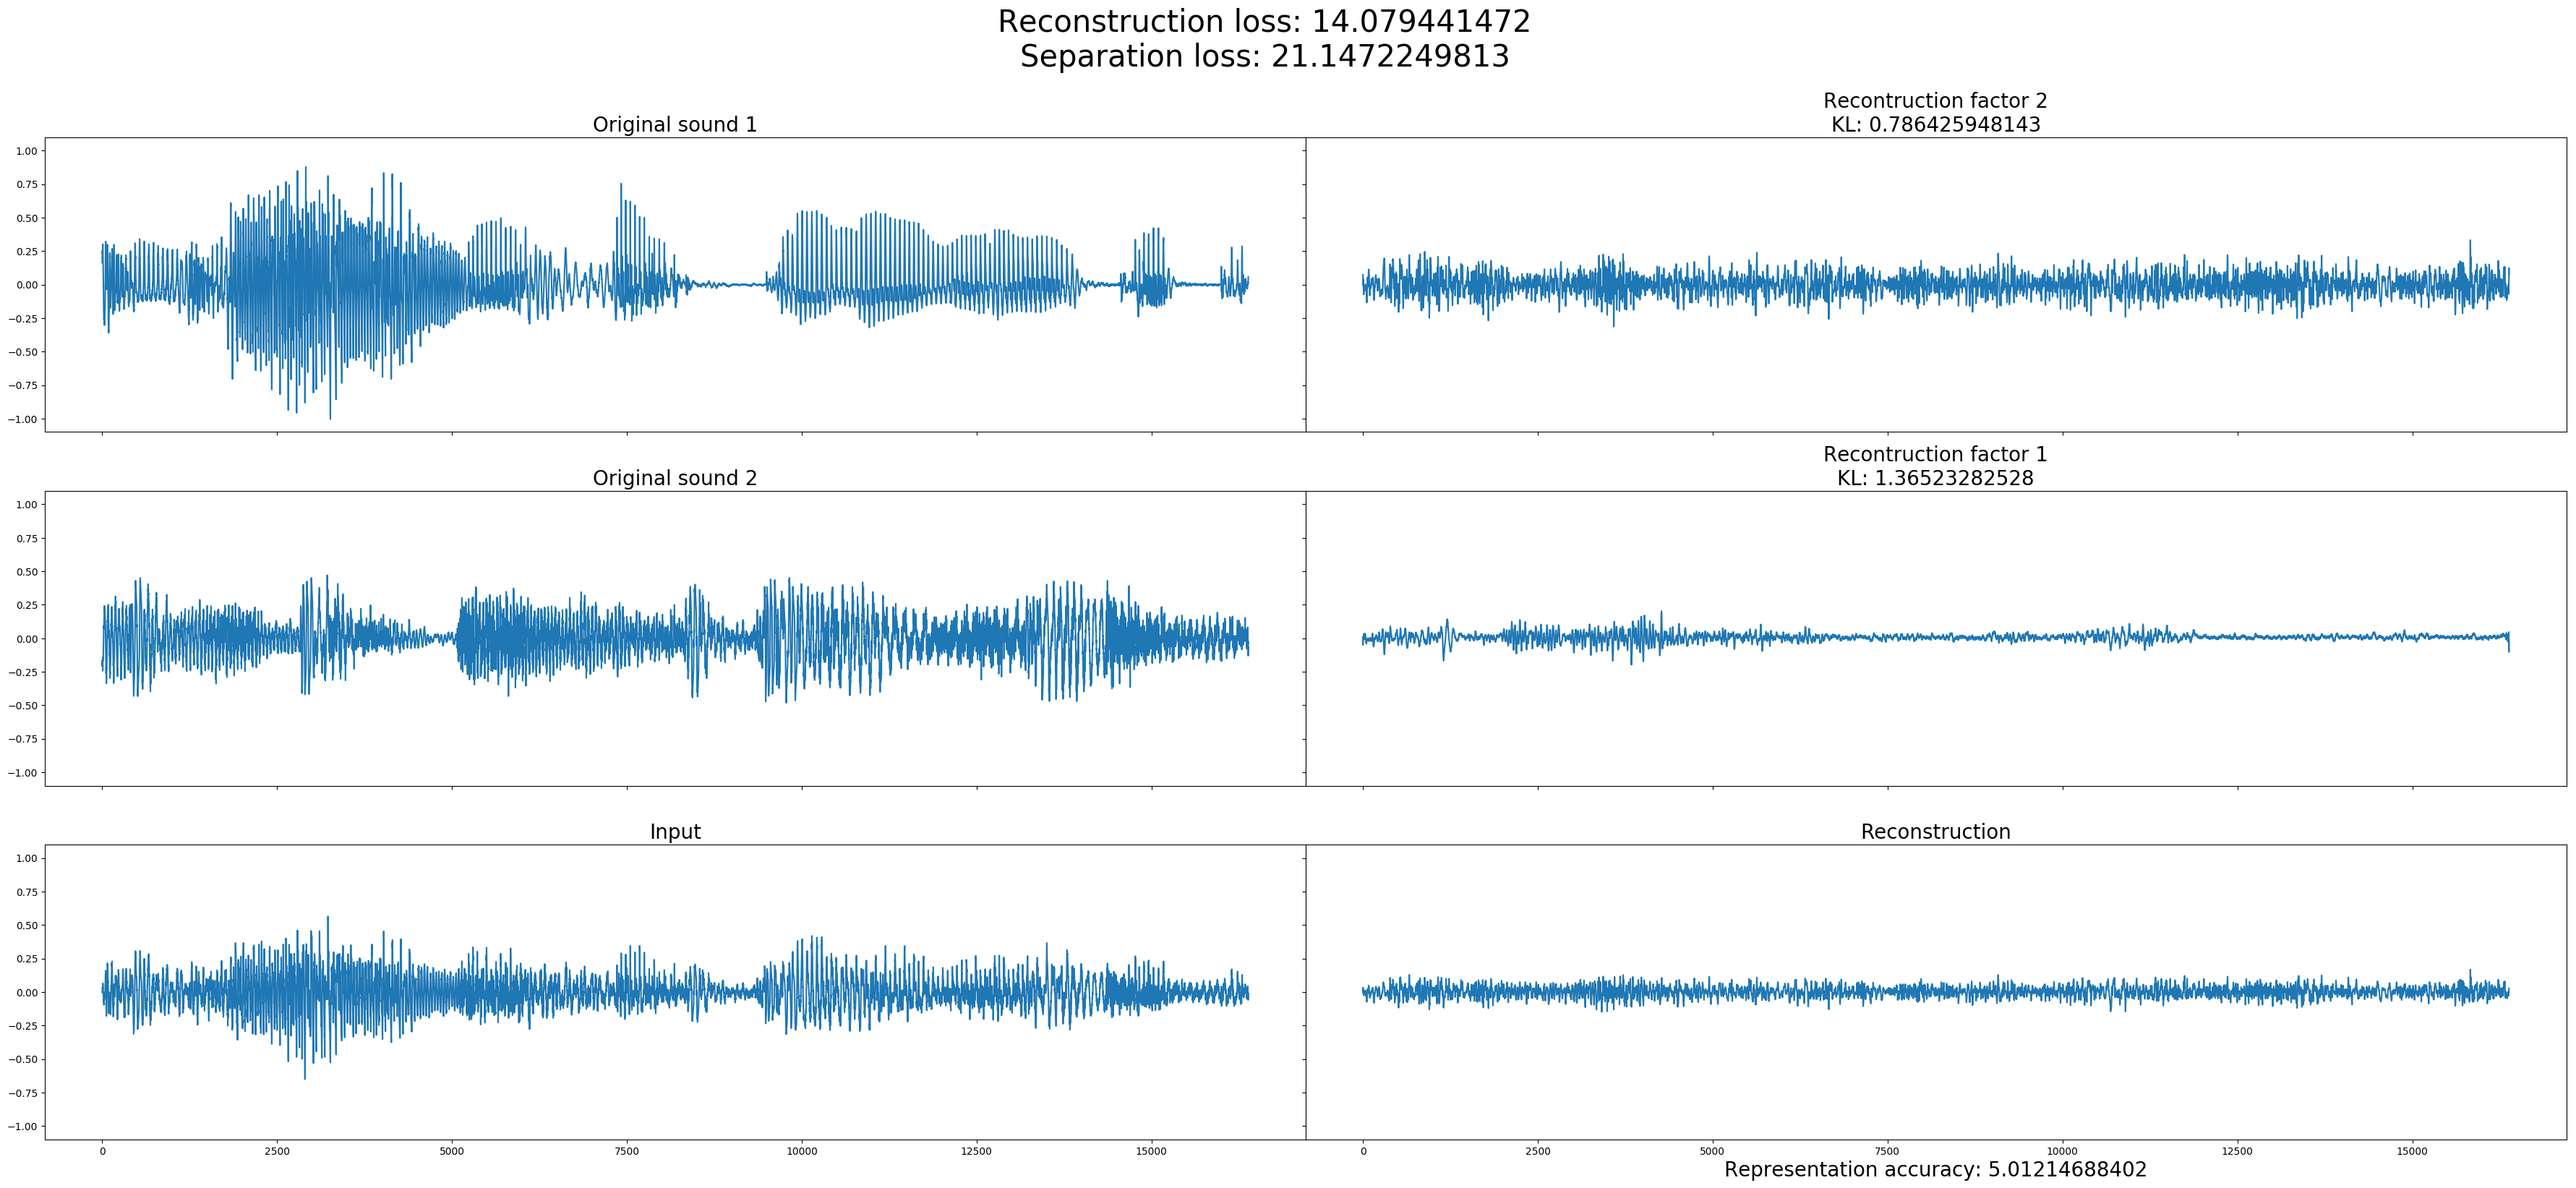 Reconstruction loss: 14.079441472
Separation loss: 21.1472249813
Original sound 1
Recontruction factor 2
KL: 0.786425948143
1.00
0.75
0.50
0.25
0.00
−0.25
−0.50
−0.75
−1.00
Original sound 2
Recontruction factor 1
KL: 1.36523282528
1.00
0.75
0.50
0.25
0.00
−0.25
−0.50
−0.75
−1.00
Input
Reconstruction
1.00
0.75
0.50
0.25
0.00
−0.25
−0.50
−0.75
−1.00
0 2500 5000 7500 10000 12500 15000
0 2500 5000 7500 10000 12500 15000
Representation accuracy: 5.01214688402